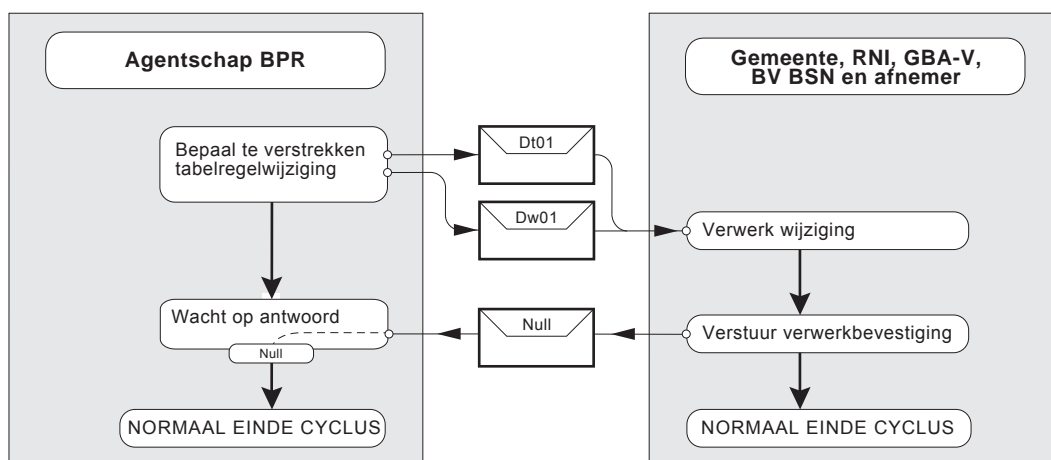 Agentschap BPR
Gemeente, RNI, GBA-V,
BV BSN en afnemer
Bepaal te verstrekken
tabelregelwijziging
Dt01
Dw01
Verwerk wijziging
Wacht op antwoord
Null
Null
Verstuur verwerkbevestiging
NORMAAL EINDE CYCLUS
NORMAAL EINDE CYCLUS